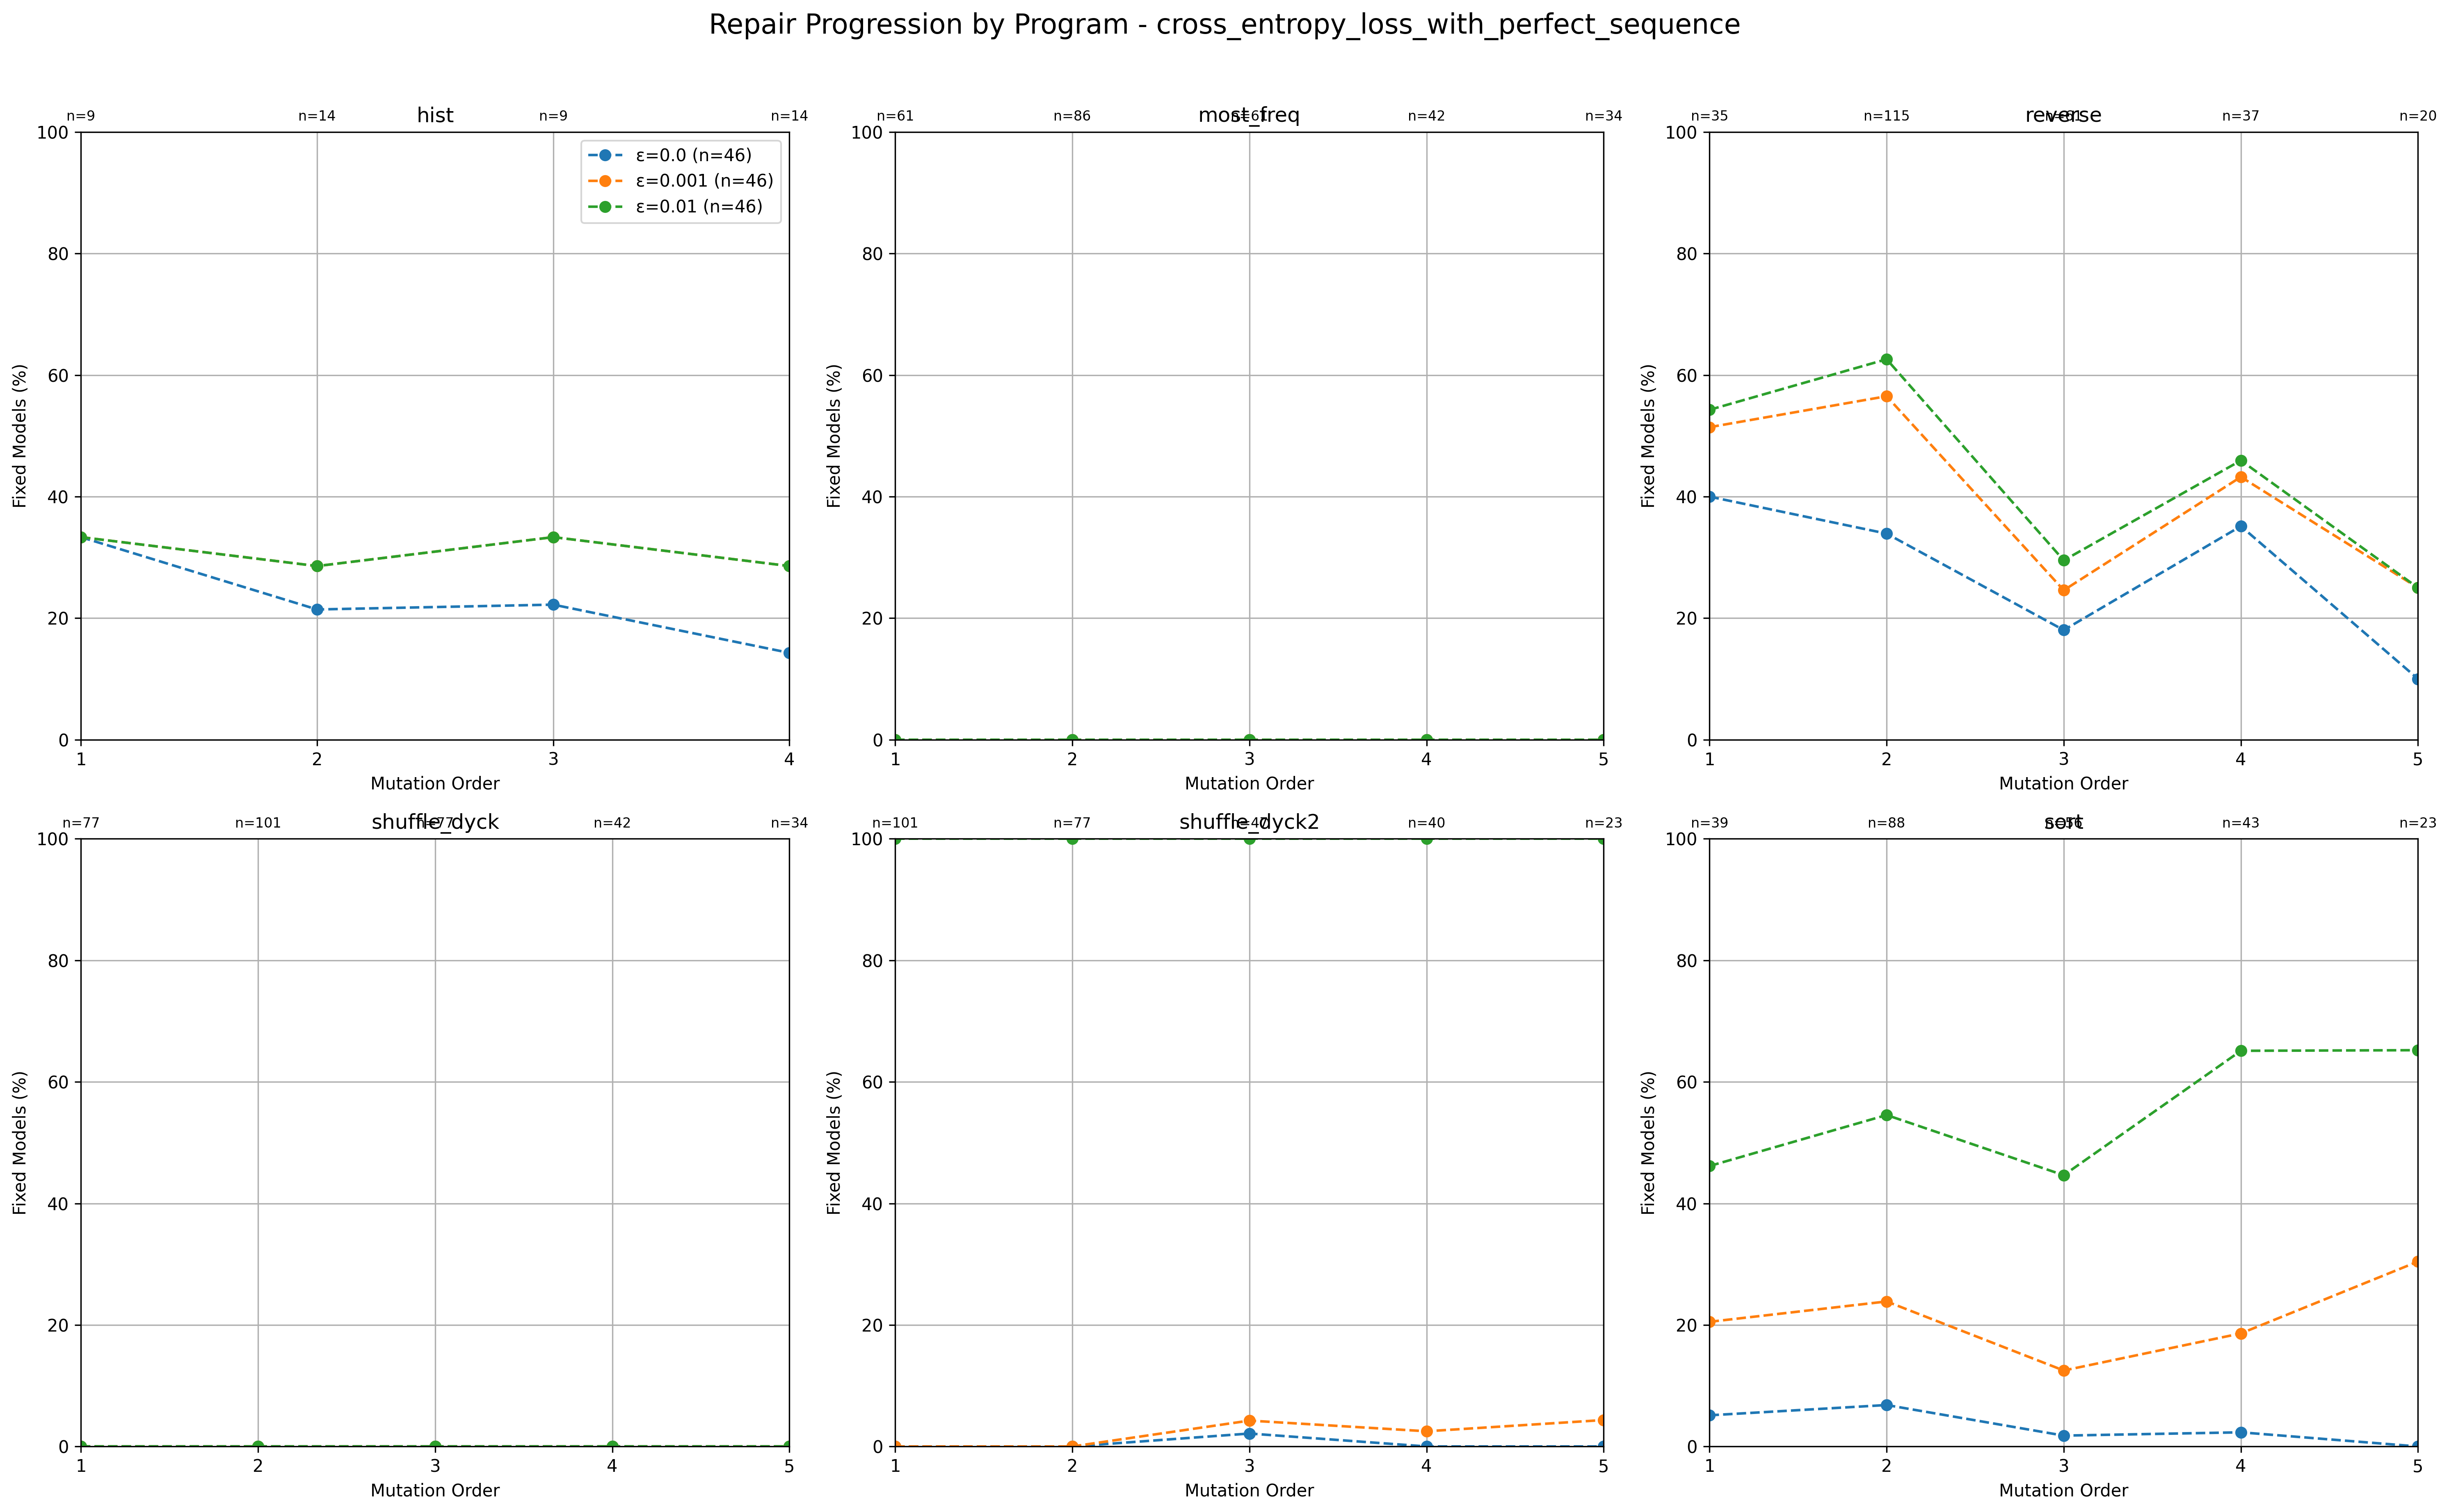 Repair Progression by Program - cross_entropy_loss_with_perfect_sequence
hist
n=9 n=14 n=9 n=14
100
80
60
40
20
0
Fixed Models (%)
ε=0.0 (n=46)
ε=0.001 (n=46)
ε=0.01 (n=46)
1 2 3 4
Mutation Order
most_freq
n=61 n=86 n=61 n=42 n=34
100
80
60
40
20
0
Fixed Models (%)
1 2 3 4 5
Mutation Order
reverse
n=35 n=115 n=61 n=37 n=20
100
80
60
40
20
0
Fixed Models (%)
1 2 3 4 5
Mutation Order
shuffle_dyck
n=77 n=101 n=77 n=42 n=34
100
80
60
40
20
0
Fixed Models (%)
1 2 3 4 5
Mutation Order
shuffle_dyck2
n=101 n=77 n=47 n=40 n=23
100
80
60
40
20
0
Fixed Models (%)
1 2 3 4 5
Mutation Order
sort
n=39 n=88 n=56 n=43 n=23
100
80
60
40
20
0
Fixed Models (%)
1 2 3 4 5
Mutation Order